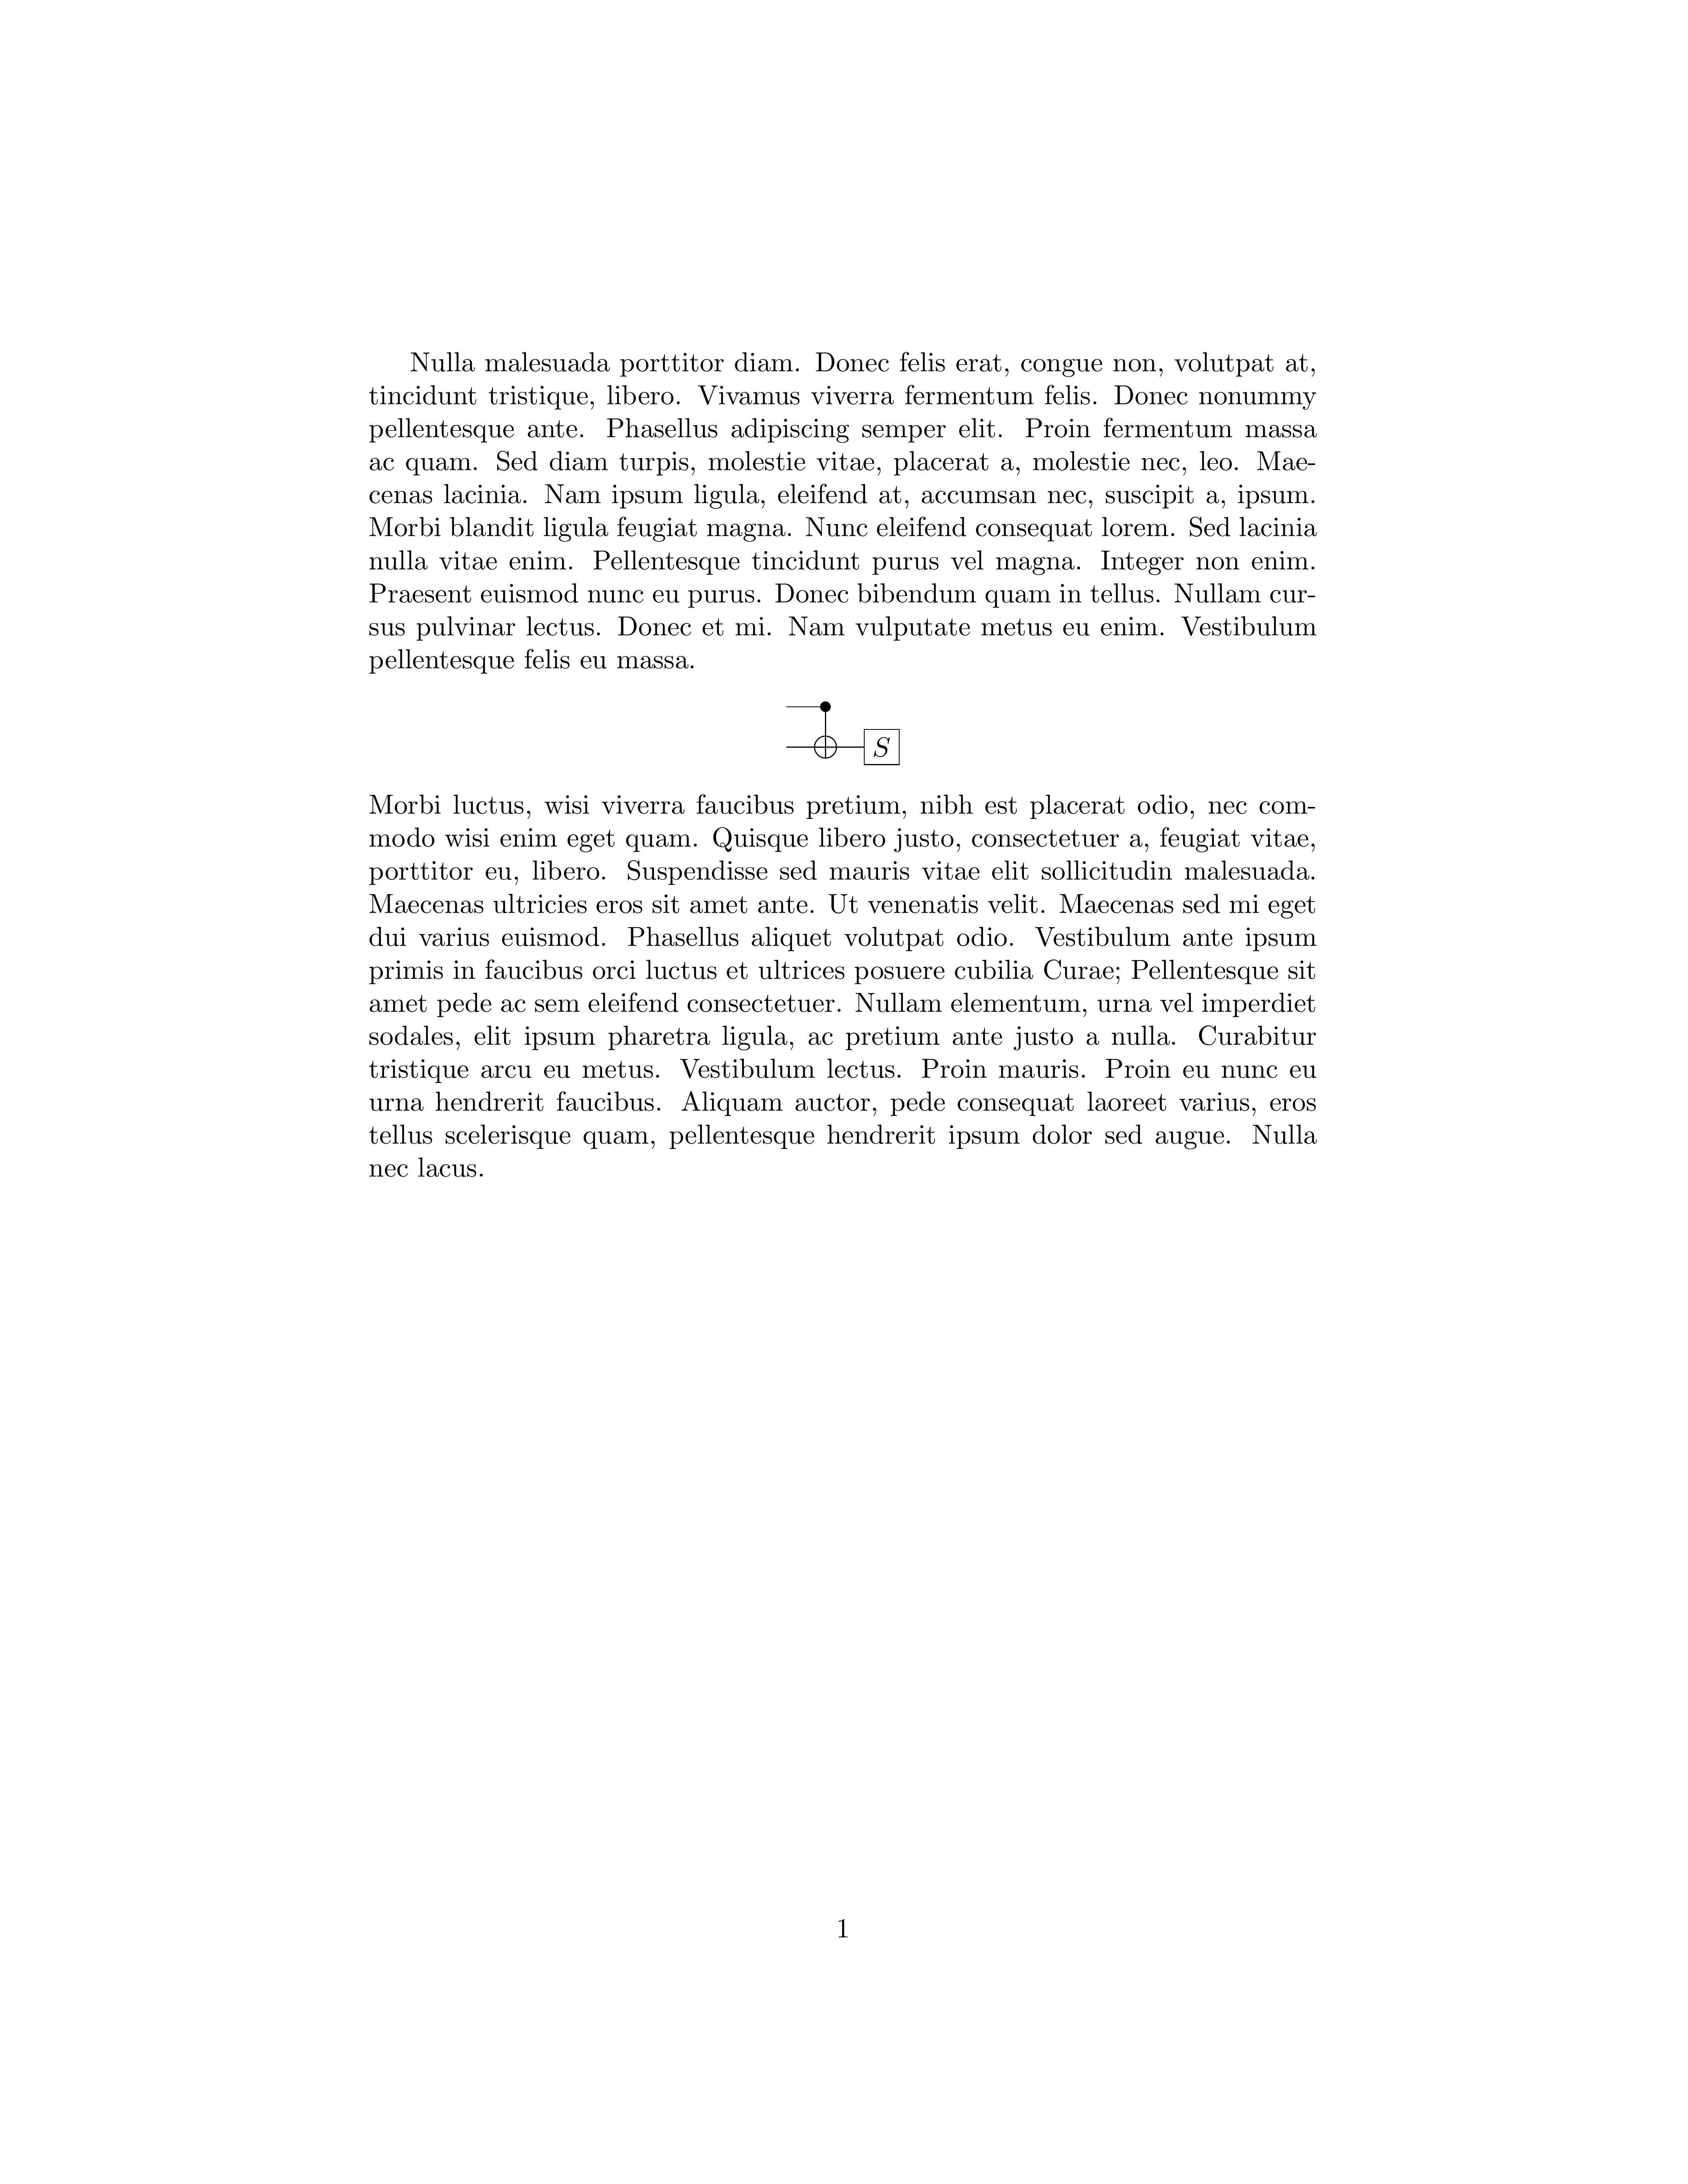 Nulla malesuada porttitor diam. Donec felis erat, congue non, volutpat at,
tincidunt tristique, libero. Vivamus viverra fermentum felis. Donec nonummy
pellentesque ante. Phasellus adipiscing semper elit. Proin fermentum massa
ac quam. Sed diam turpis, molestie vitae, placerat a, molestie nec, leo. Mae-
cenas lacinia. Nam ipsum ligula, eleifend at, accumsan nec, suscipit a, ipsum.
Morbi blandit ligula feugiat magna. Nunc eleifend consequat lorem. Sed lacinia
nulla vitae enim. Pellentesque tincidunt purus vel magna. Integer non enim.
Praesent euismod nunc eu purus. Donec bibendum quam in tellus. Nullam cur-
sus pulvinar lectus. Donec et mi. Nam vulputate metus eu enim. Vestibulum
pellentesque felis eu massa.
S
Morbi luctus, wisi viverra faucibus pretium, nibh est placerat odio, nec com-
modo wisi enim eget quam. Quisque libero justo, consectetuer a, feugiat vitae,
porttitor eu, libero. Suspendisse sed mauris vitae elit sollicitudin malesuada.
Maecenas ultricies eros sit amet ante. Ut venenatis velit. Maecenas sed mi eget
dui varius euismod. Phasellus aliquet volutpat odio. Vestibulum ante ipsum
primis in faucibus orci luctus et ultrices posuere cubilia Curae; Pellentesque sit
amet pede ac sem eleifend consectetuer. Nullam elementum, urna vel imperdiet
sodales, elit ipsum pharetra ligula, ac pretium ante justo a nulla. Curabitur
tristique arcu eu metus. Vestibulum lectus. Proin mauris. Proin eu nunc eu
urna hendrerit faucibus. Aliquam auctor, pede consequat laoreet varius, eros
tellus scelerisque quam, pellentesque hendrerit ipsum dolor sed augue. Nulla
nec lacus.
1